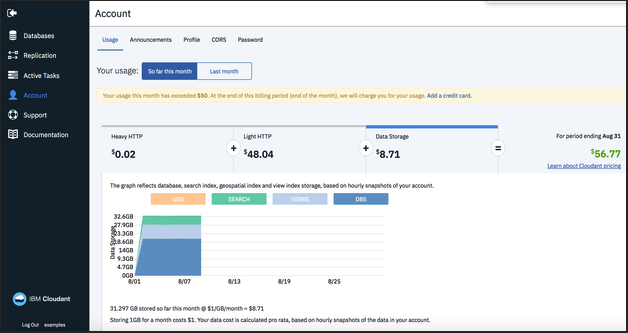 Account
Databases
Replication
Active Tasks
Account
Support
Documentation
IBM Cloudant
Log Out examples
Usage Announcements Profile CORS Password
Your usage: So far this month Last month
Your usage this month has exceeded $50. At the end of this billing period (end of the month), we will charge you for your usage. Add a credit card.
Heavy HTTP
$0.02
+
Light HTTP
$48.04
+
Data Storage
$8.71
=
For period ending Aug 31
$56.77
Learn about Cloudant pricing
The graph reflects database, search index, geospatial index and view index storage, based on hourly snapshots of your account.
GEO SEARCH VIEWS DBS
Data Storage
32.6GB
27.9GB
23.3GB
18.6GB
14GB
9.3GB
4.7GB
0GB
8/01 8/07 8/13 8/19 8/25
31.297 GB stored so far this month @ $1/GB/month = $8.71
Storing 1GB for a month costs $1. Your data cost is calculated pro rata, based on hourly snapshots of the data in your account.